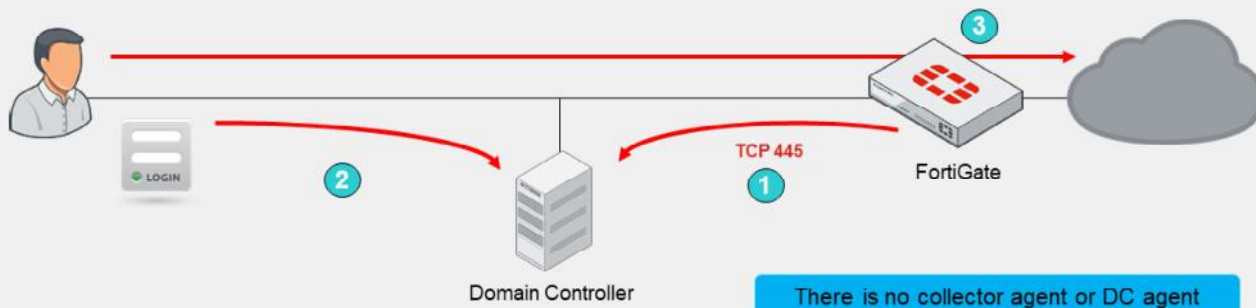 3
LOGIN
2
TCP 445
1
FortiGate
Domain Controller
There is no collector agent or DC agent